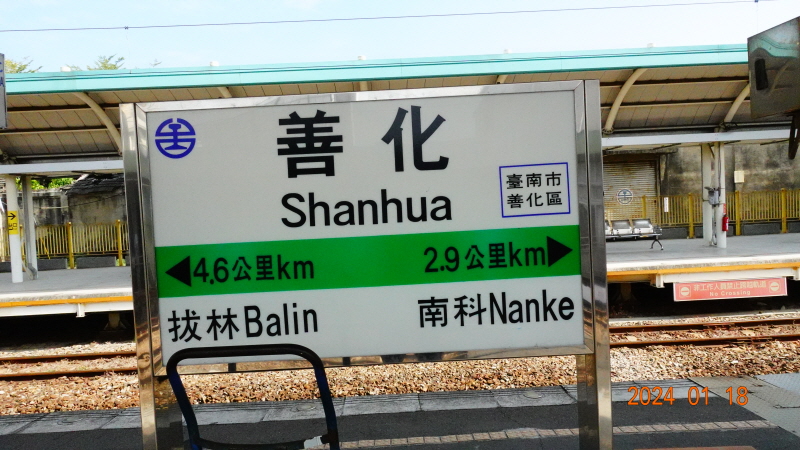 善化
Shanhua
臺南市
善化區
4.6公里km
2.9公里km
拔林Balin
南科Nanke
No Crossing
2024 01 18